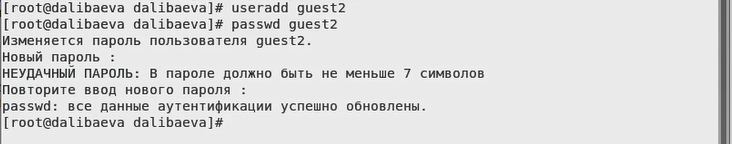 [root@dalibaeva dalibaeva]# useradd guest2
[root@dalibaeva dalibaeva]# passwd guest2
Изменяется пароль пользователя guest2.
Новый пароль :
НЕУДАЧНЫЙ ПАРОЛЬ: В пароле должно быть не меньше 7 символов
Повторите ввод нового пароля :
passwd: все данные аутентификации успешно обновлены.
[root@dalibaeva dalibaeva]#